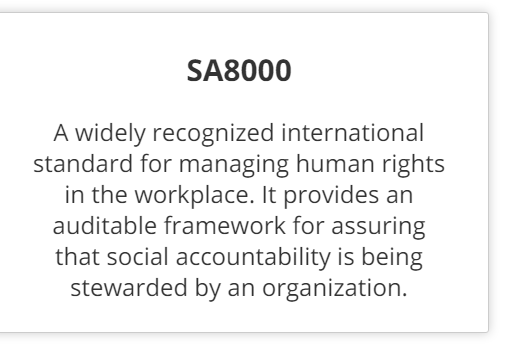 SA8000
A widely recognized international
standard for managing human rights
in the workplace. It provides an
auditable framework for assuring
that social accountability is being
stewarded by an organization.